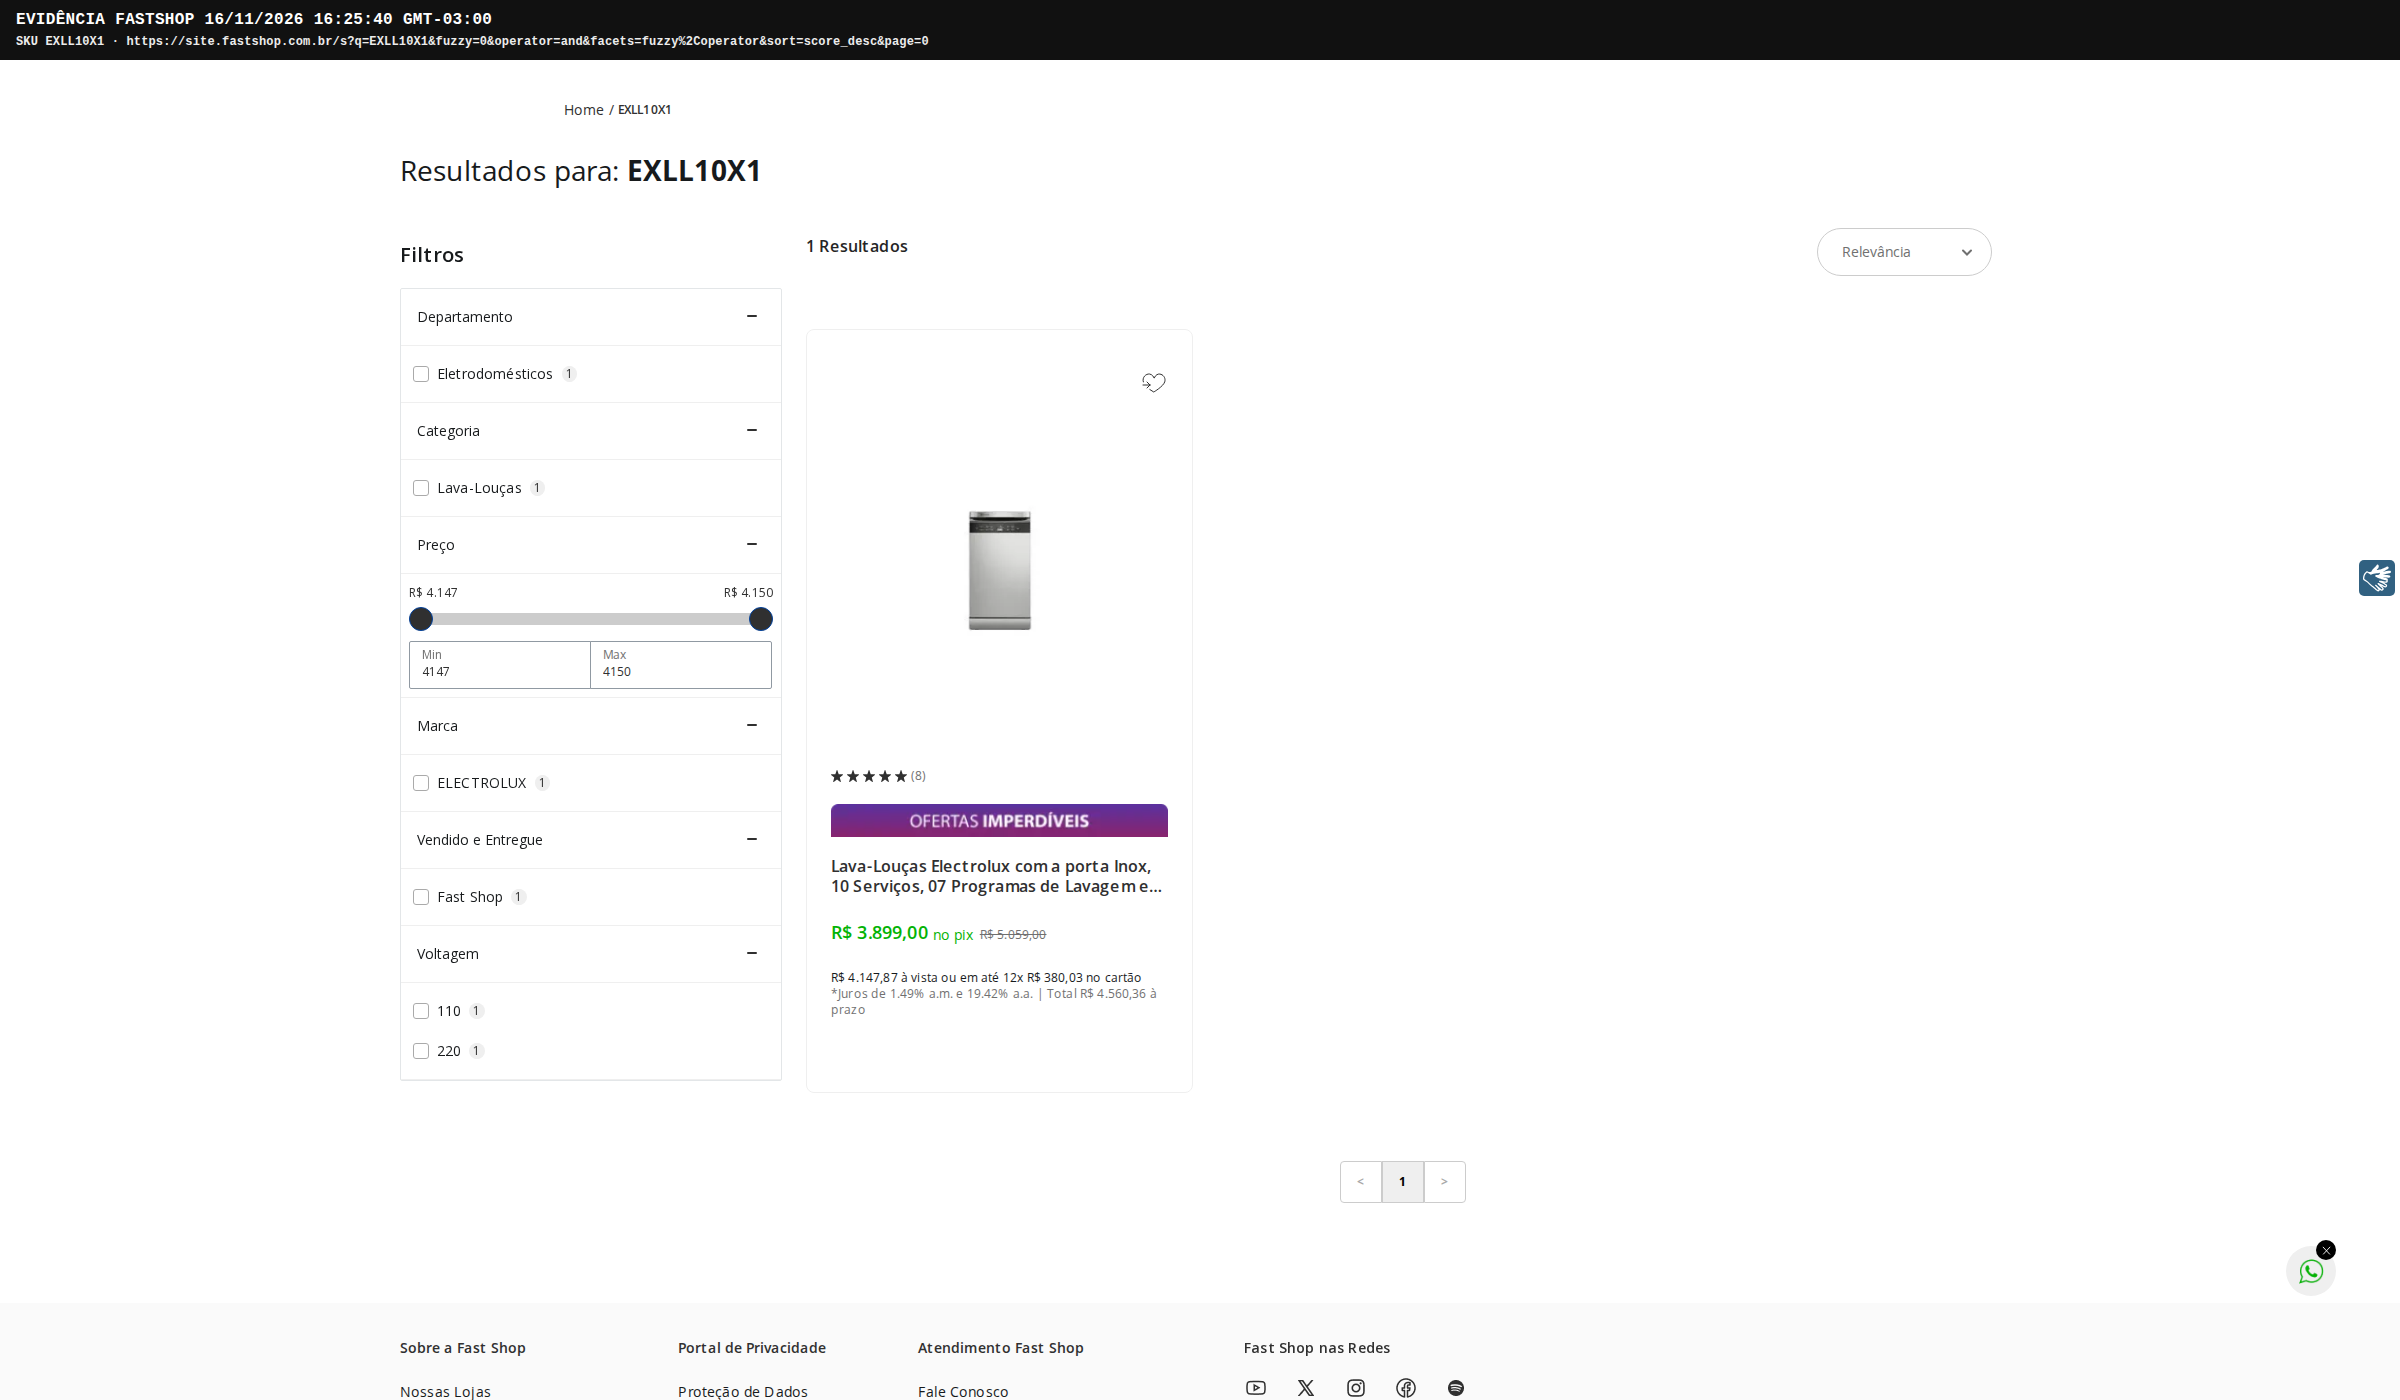 EVIDÊNCIA FASTSHOP 16/11/2026 16:25:40 GMT-03:00
SKU EXLL10X1 · https://site.fastshop.com.br/s?q=EXLL10X1&fuzzy=0&operator=and&facets=fuzzy%2Coperator&sort=score_desc&page=0
Home / EXLL10X1
Resultados para: EXLL10X1
Filtros
1 Resultados
Relevância
Departamento
Eletrodomésticos 1
Categoria
Lava-Louças 1
Preço
R$ 4.147 R$ 4.150
Min Max
4147 4150
Marca
ELECTROLUX 1
Vendido e Entregue
Fast Shop 1
Voltagem
110 1
220 1
(8)
OFERTAS IMPERDÍVEIS
Lava-Louças Electrolux com a porta Inox,
10 Serviços, 07 Programas de Lavagem e...
R$ 3.899,00 no pix R$ 5.059,00
R$ 4.147,87 à vista ou em até 12x R$ 380,03 no cartão
*Juros de 1.49% a.m. e 19.42% a.a. | Total R$ 4.560,36 à
prazo
< 1 >
Sobre a Fast Shop
Nossas Lojas
Portal de Privacidade
Proteção de Dados
Atendimento Fast Shop
Fale Conosco
Fast Shop nas Redes